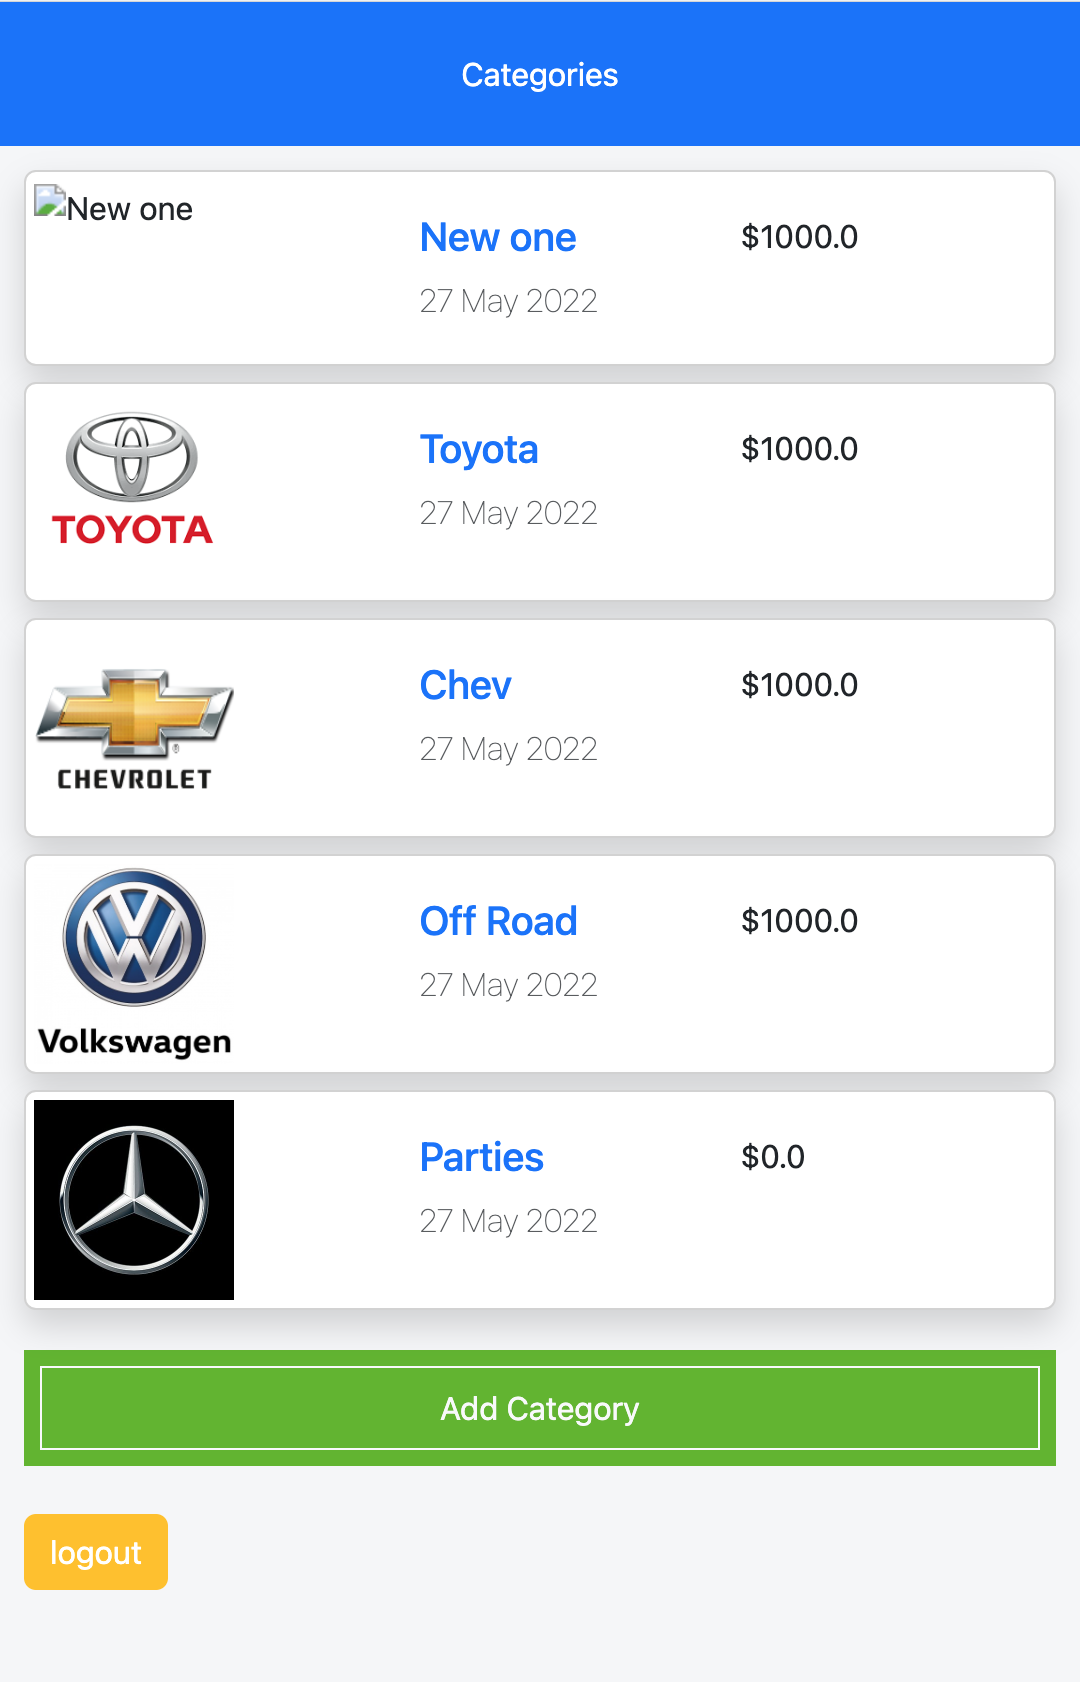 Categories
New one
New one
$1000.0
27 May 2022
TOYOTA
Toyota
$1000.0
27 May 2022
CHEVROLET
®
Chev
$1000.0
27 May 2022
Volkswagen
Off Road
$1000.0
27 May 2022
Parties
$0.0
27 May 2022
Add Category
logout